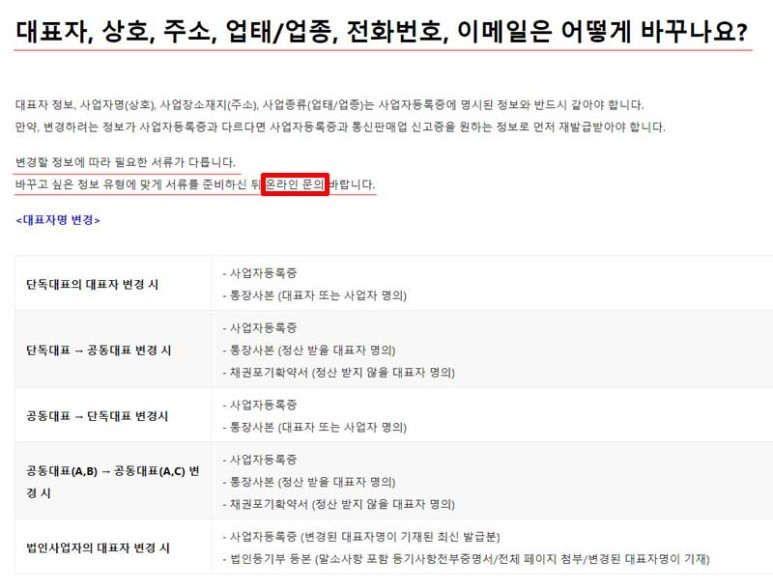 대표자, 상호, 주소, 업태/업종, 전화번호, 이메일은 어떻게 바꾸나요?
대표자 정보, 사업자명(상호), 사업장소재지(주소), 사업종류(업태/업종)는 사업자등록증에 명시된 정보와 반드시 같아야 합니다.
만약, 변경하려는 정보가 사업자등록증과 다르다면 사업자등록증과 통신판매업 신고증을 원하는 정보로 먼저 재발급받아야 합니다.
변경할 정보에 따라 필요한 서류가 다릅니다.
바꾸고 싶은 정보 유형에 맞게 서류를 준비하신 뒤 온라인 문의 바랍니다.
<대표자명 변경>
단독대표의 대표자 변경 시
- 사업자등록증
- 통장사본 (대표자 또는 사업자 명의)
단독대표 → 공동대표 변경 시
- 사업자등록증
- 통장사본 (정산 받을 대표자 명의)
- 채권포기확약서 (정산 받지 않을 대표자 명의)
공동대표 → 단독대표 변경시
- 사업자등록증
- 통장사본 (대표자 또는 사업자 명의)
공동대표(A,B) → 공동대표(A,C) 변
경 시
- 사업자등록증
- 통장사본 (정산 받을 대표자 명의)
- 채권포기확약서 (정산 받지 않을 대표자 명의)
법인사업자의 대표자 변경 시
- 사업자등록증 (변경된 대표자명이 기재된 최신 발급분)
- 법인등기부 등본 (말소사항 포함 등기사항전부증명서/전체 페이지 첨부/변경된 대표자명이 기재)